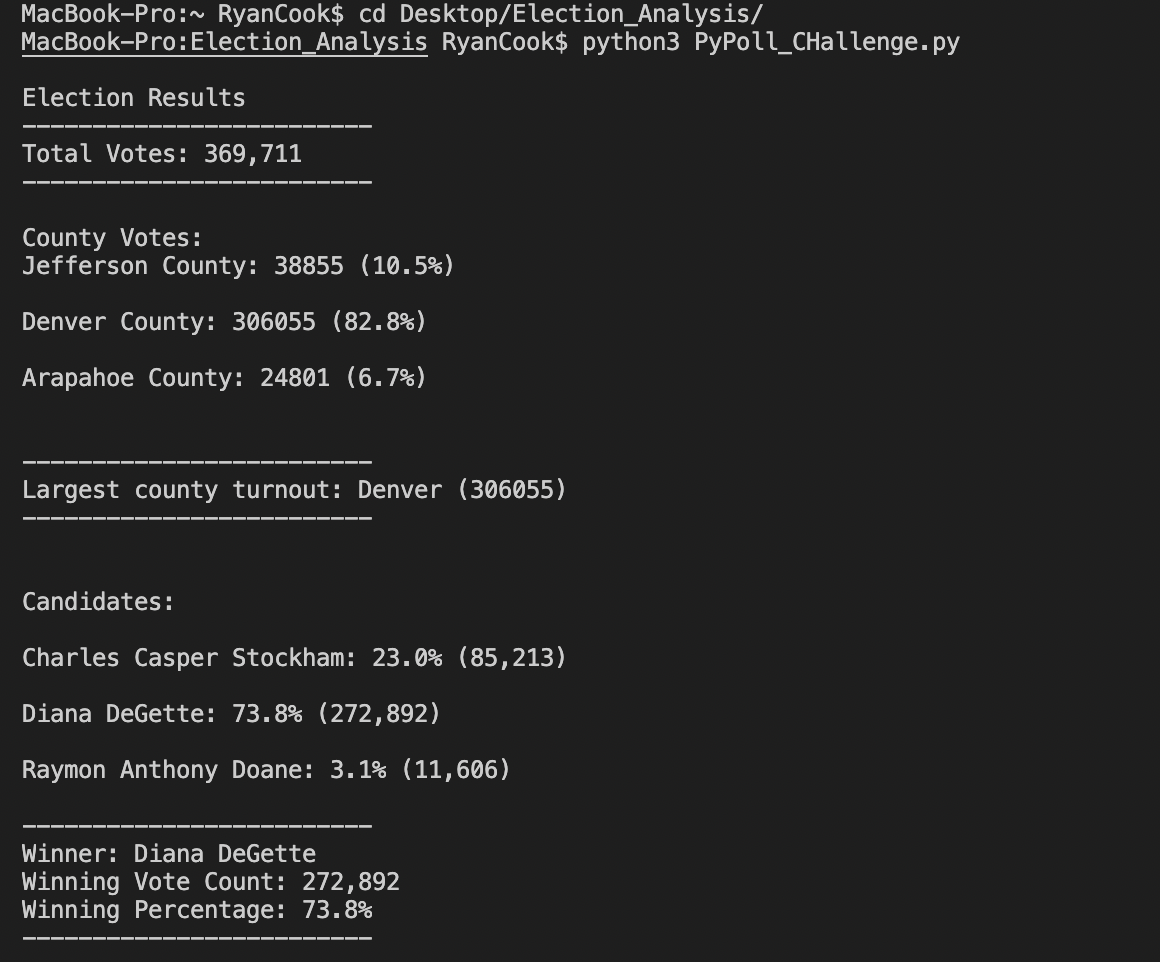 MacBook-Pro:~ RyanCook$ cd Desktop/Election_Analysis/
MacBook-Pro:Election_Analysis RyanCook$ python3 PyPoll_CHallenge.py
Election Results
-------------------------
Total Votes: 369,711
-------------------------
County Votes:
Jefferson County: 38855 (10.5%)
Denver County: 306055 (82.8%)
Arapahoe County: 24801 (6.7%)
-------------------------
Largest county turnout: Denver (306055)
-------------------------
Candidates:
Charles Casper Stockham: 23.0% (85,213)
Diana DeGette: 73.8% (272,892)
Raymon Anthony Doane: 3.1% (11,606)
-------------------------
Winner: Diana DeGette
Winning Vote Count: 272,892
Winning Percentage: 73.8%
-------------------------